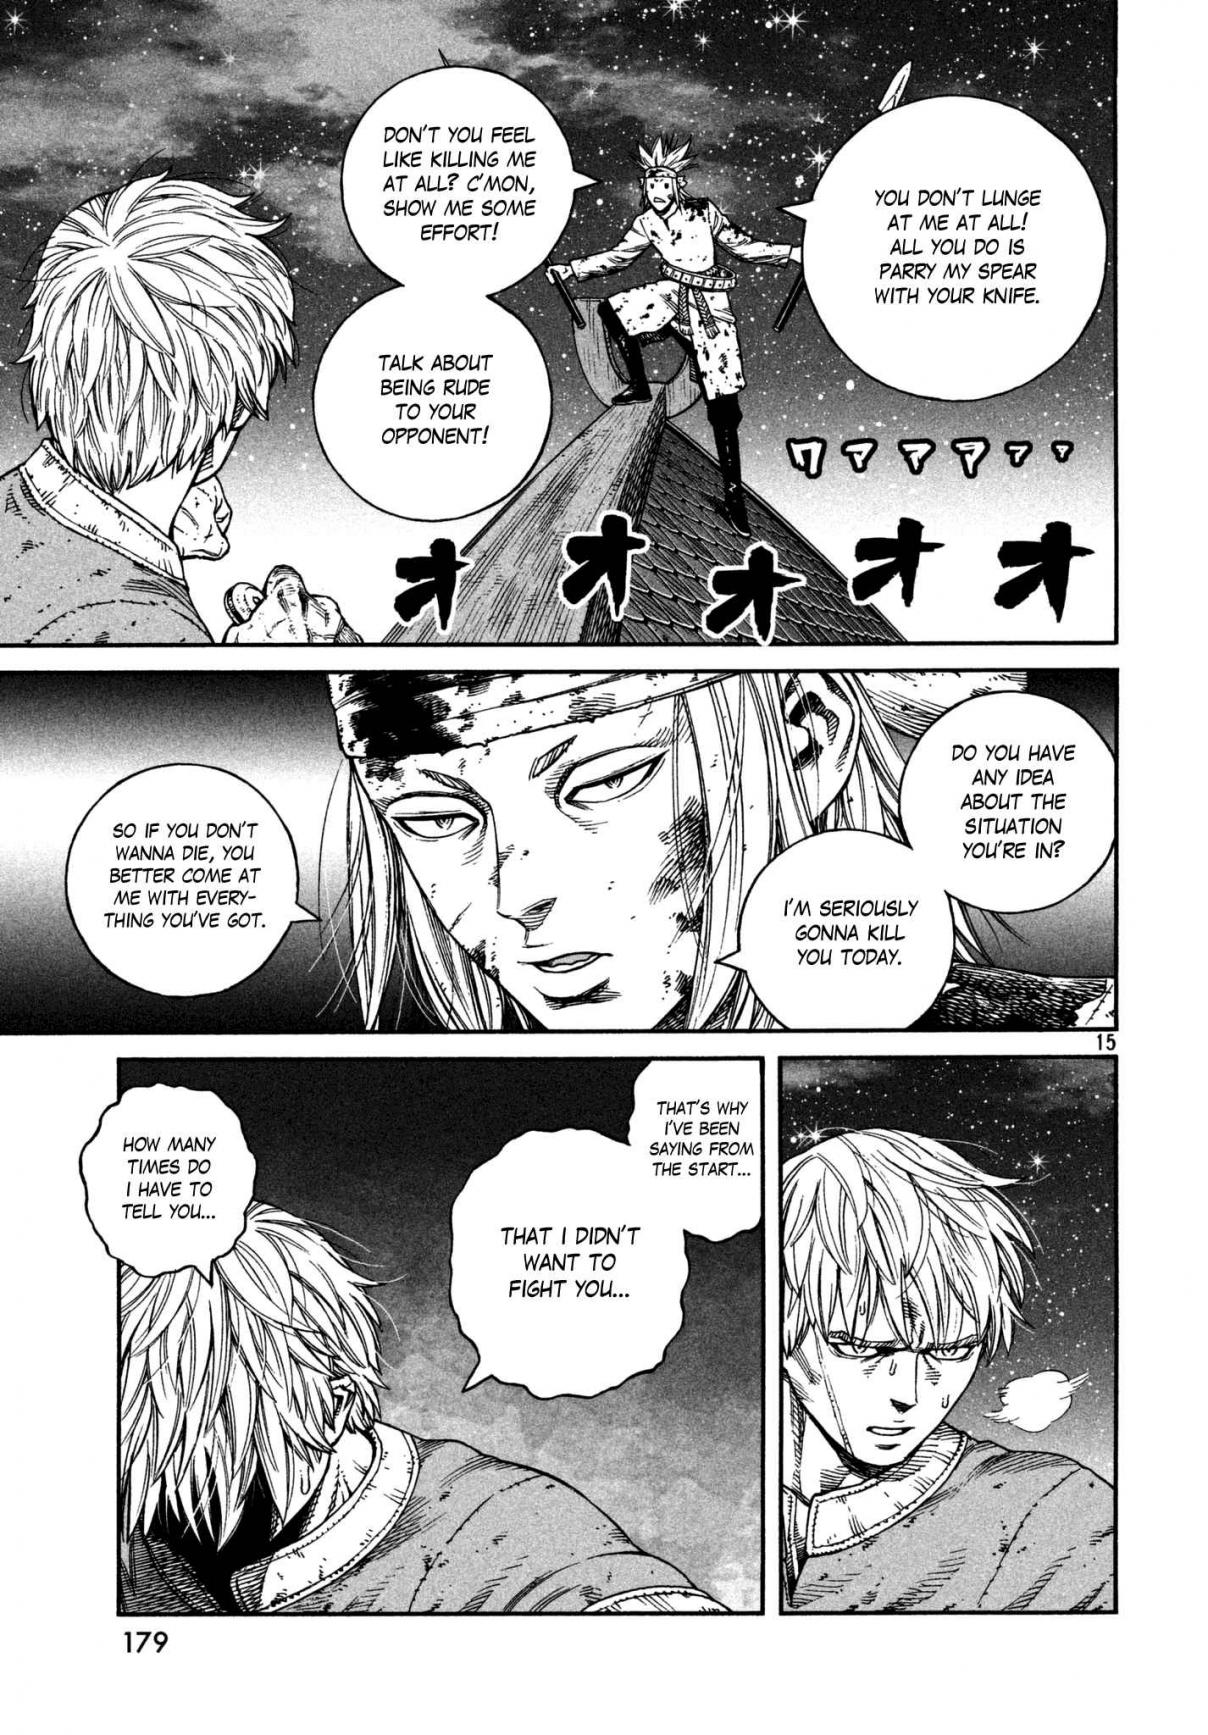 YOU DON'T LUNGE
AT ME AT ALL!
ALL YOU DO IS
PARRY MY SPEAR
WITH YOUR KNIFE.
DON'T YOU FEEL
LIKE KILLING ME
AT ALL? C'MON,
SHOW ME SOME
EFFORT!
TALK ABOUT
BEING RUDE
TO YOUR
OPPONENT!
ワァァァァァァ
オオオオオ
DO YOU HAVE
ANY IDEA
ABOUT THE
SITUATION
YOU'RE IN?
I'M SERIOUSLY
GONNA KILL
YOU TODAY.
SO IF YOU DON'T
WANNA DIE, YOU
BETTER COME AT
ME WITH EVERY-
THING YOU'VE GOT.
15
THAT'S WHY
I'VE BEEN
SAYING FROM
THE START...
THAT I DIDN'T
WANT TO
FIGHT YOU...
HOW MANY
TIMES DO
I HAVE TO
TELL YOU...
179